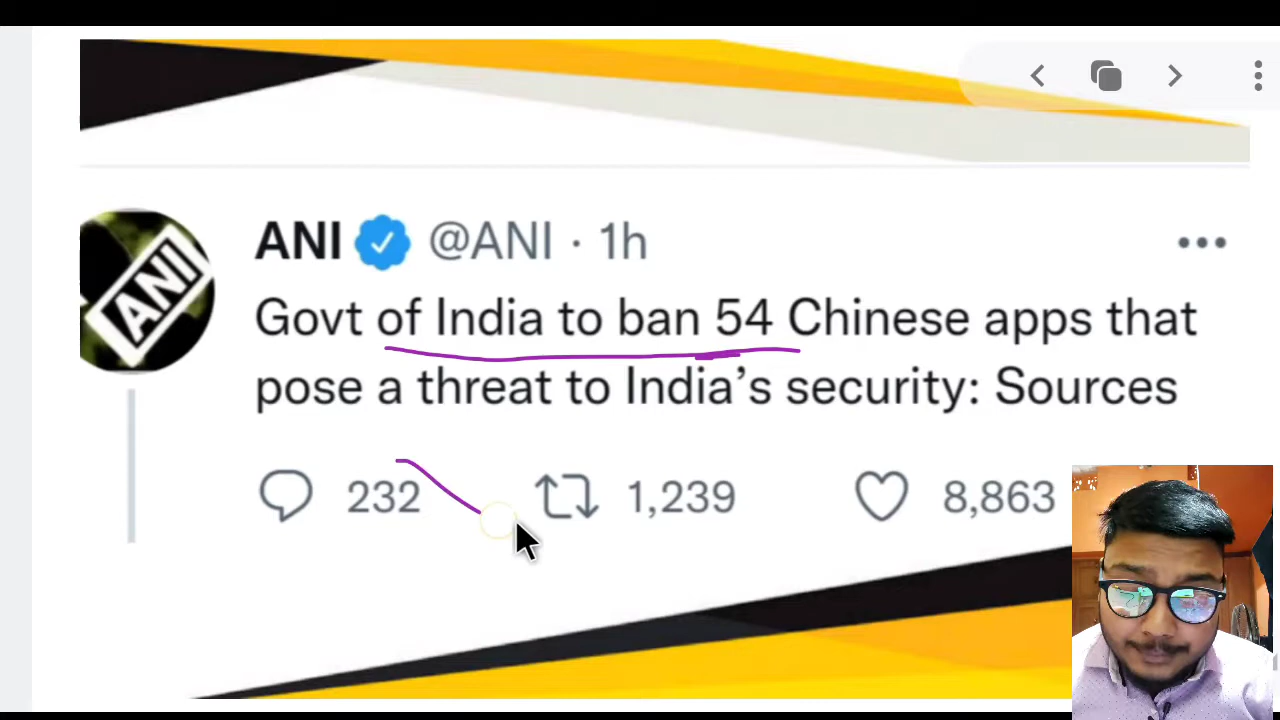 ANI @ANI · 1h
Govt of India to ban 54 Chinese apps that
pose a threat to India’s security: Sources
232 1,239 8,863
ANI